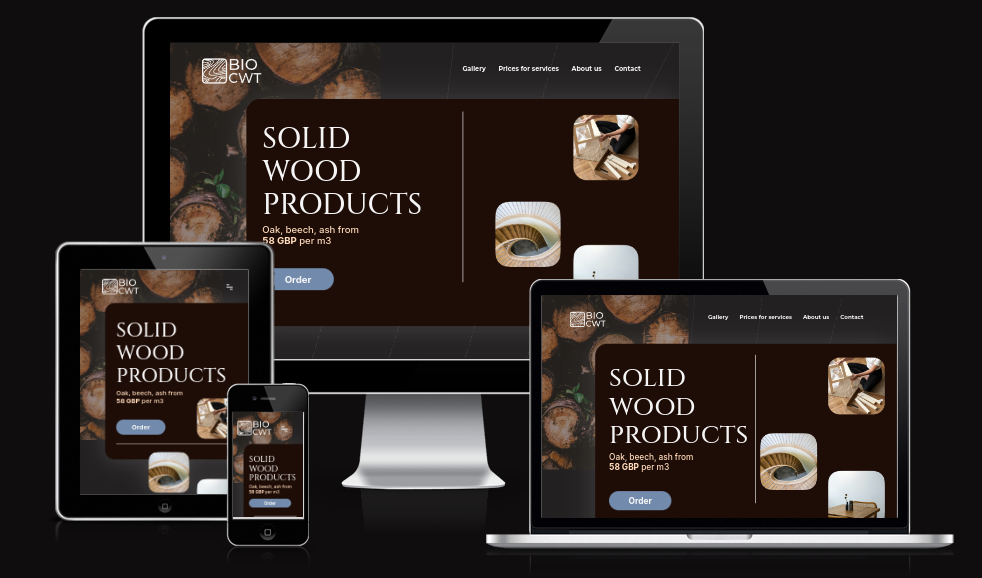 BIO
CWT
Gallery Prices for services About us Contact
SOLID
WOOD
PRODUCTS
Oak, beech, ash from
58 GBP per m3
Order
BIO
CWT
SOLID
WOOD
PRODUCTS
Oak, beech, ash from
58 GBP per m3
Order
BIO
CWT
SOLID
WOOD
PRODUCTS
Oak, beech, ash from
58 GBP per m3
Order
BIO
CWT
Gallery Prices for services About us Contact
SOLID
WOOD
PRODUCTS
Oak, beech, ash from
58 GBP per m3
Order